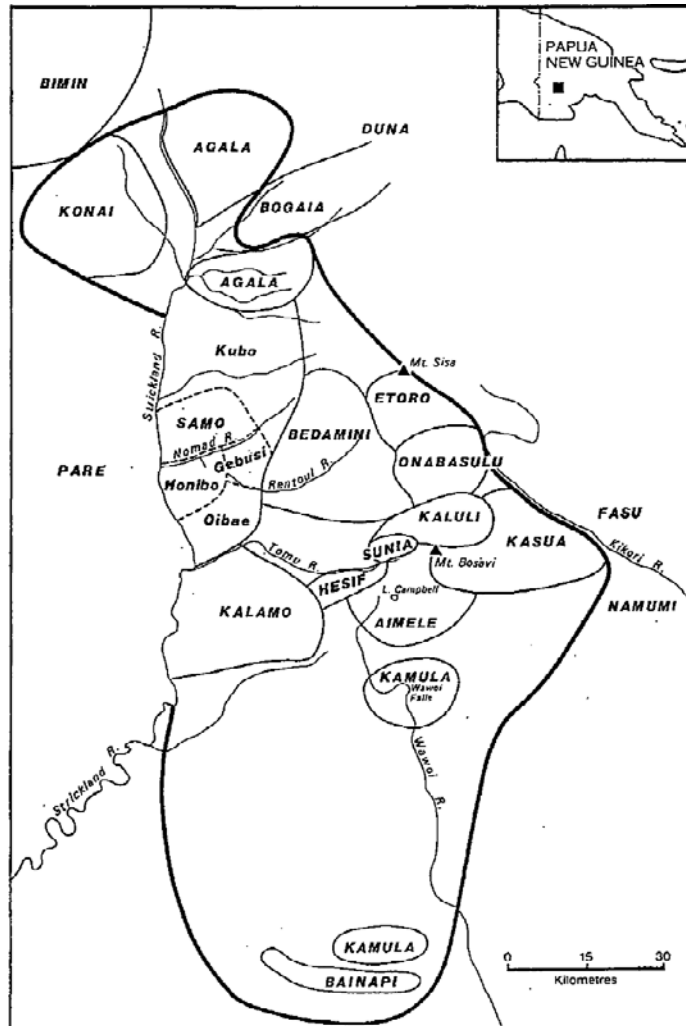 PAPUA
NEW GUINEA
BIMIN
AGALA
DUNA
KONAI
BOGAIA
AGALA
Strickland R.
Kubo
Mt. Sisa
ETORO
SAMO
BEDAMINI
Nomad R.
Gebusi
ONABASULU
PARE
Honibo
Rentoul R.
Oibae
KALULI
FASU
SUNIA
KASUA
Tomu R.
Mt. Bosavi
Kikori R.
HESIF
L. Campbell
KALAMO
AIMELE
NAMUMI
KAMULA
Wawoi
Falls
Strickland R.
Wawoi R.
KAMULA
BAINAPI
0 15 30
Kilometres